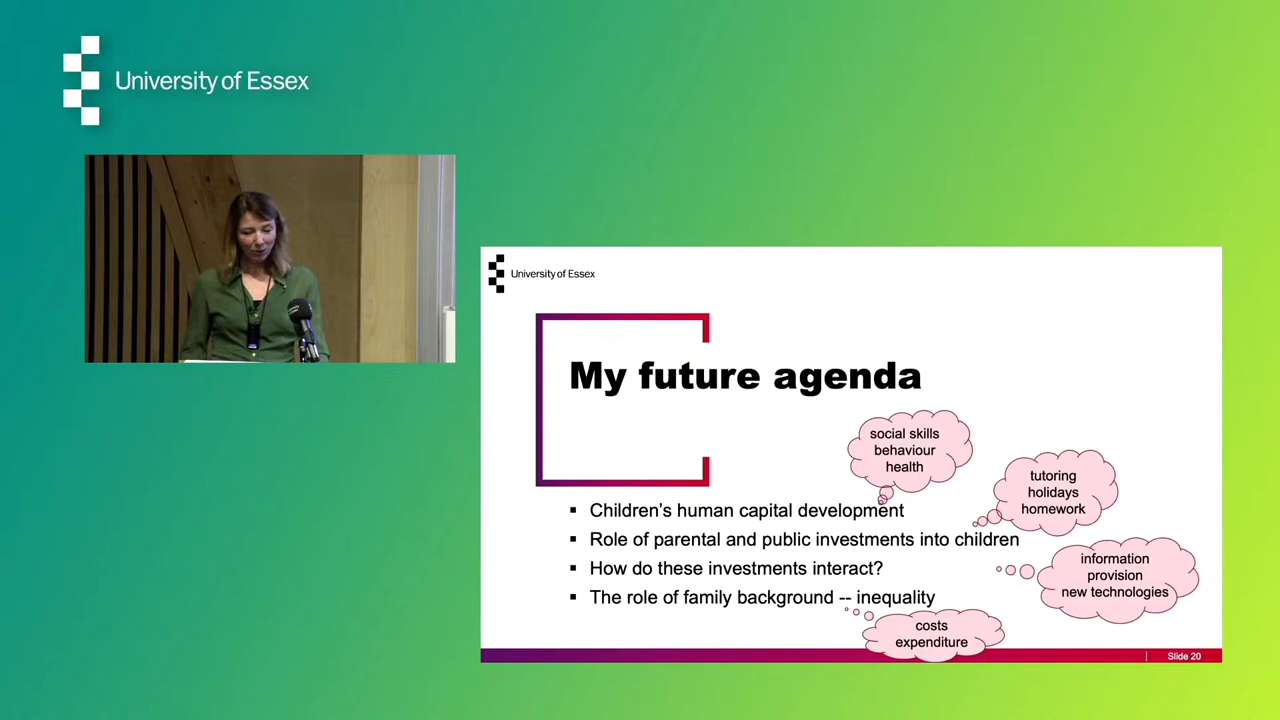 University of Essex
University of Essex
My future agenda
social skills
behaviour
health
tutoring
holidays
homework
▪ Children’s human capital development
▪ Role of parental and public investments into children
▪ How do these investments interact?
▪ The role of family background -- inequality
information
provision
new technologies
costs
expenditure
Slide 20